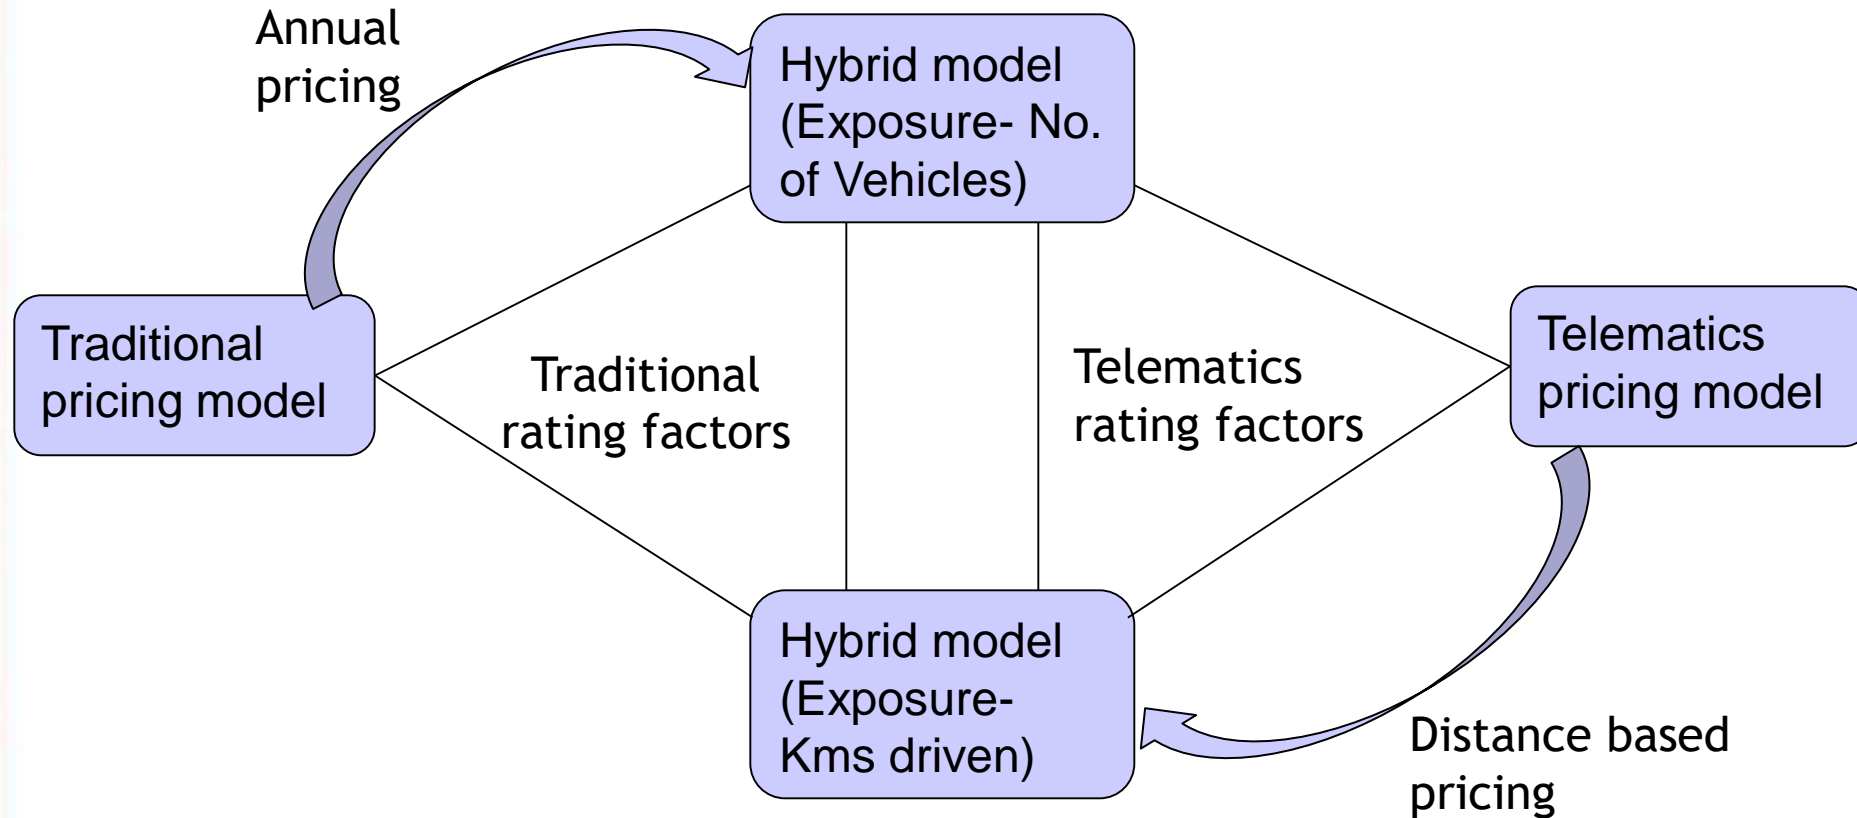 Annual
pricing
Hybrid model
(Exposure- No.
of Vehicles)
Traditional
pricing model
Traditional
rating factors
Telematics
rating factors
Telematics
pricing model
Hybrid model
(Exposure-
Kms driven)
Distance based
pricing